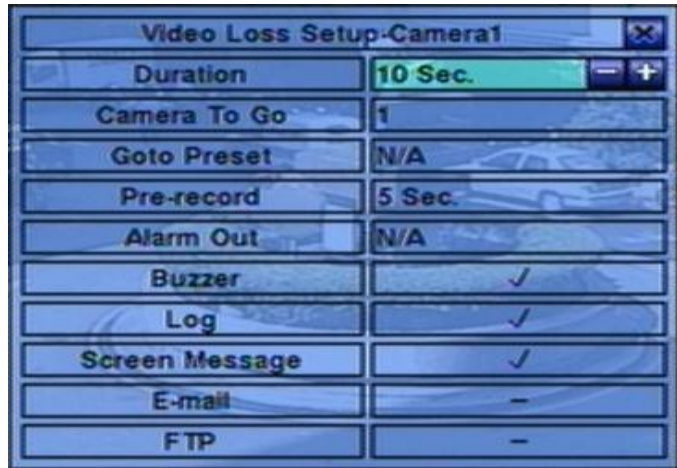 Video Loss Setup-Camera1
Duration 10 Sec. − +
Camera To Go 1
Goto Preset N/A
Pre-record 5 Sec.
Alarm Out N/A
Buzzer ✓
Log ✓
Screen Message ✓
E-mail −
FTP −